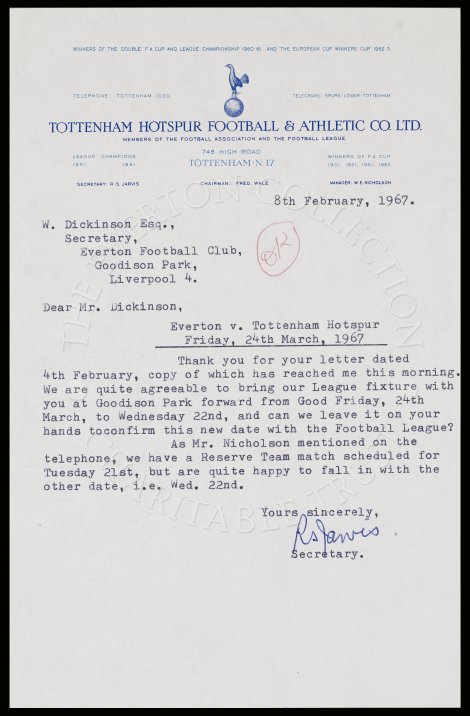 WINNERS OF THE 'DOUBLE' F.A CUP AND LEAGUE CHAMPIONSHIP 1960-61. AND THE EUROPEAN CUP WINNERS CUP 1962-3
TELEPHONE: TOTTENHAM 1020
TELEGRAMS: SPURS LOWER-TOTTENHAM
TOTTENHAM HOTSPUR FOOTBALL & ATHLETIC CO. LTD.
MEMBERS OF THE FOOTBALL ASSOCIATION AND THE FOOTBALL LEAGUE
748 HIGH ROAD
TOTTENHAM · N.17
LEAGUE CHAMPIONS
1951 1961
WINNERS OF F.A. CUP
1901, 1921, 1961, 1962
SECRETARY: R S. JARVIS
CHAIRMAN: FRED. WALE
MANAGER: W E. NICHOLSON
8th February, 1967.
W. Dickinson Esq.,
Secretary,
Everton Football Club,
Goodison Park,
Liverpool 4.
Dear Mr. Dickinson,
Everton v. Tottenham Hotspur
Friday, 24th March, 1967
Thank you for your letter dated
4th February, copy of which has reached me this morning.
We are quite agreeable to bring our League fixture with
you at Goodison Park forward from Good Friday, 24th
March, to Wednesday 22nd, and can we leave it on your
hands toconfirm this new date with the Football League?
As Mr. Nicholson mentioned on the
telephone, we have a Reserve Team match scheduled for
Tuesday 21st, but are quite happy to fall in with the
other date, i.e. Wed. 22nd.
Yours sincerely,
RS Jarvis.
Secretary.
THE EVERTON COLLECTION
CHARITABLE TRUST